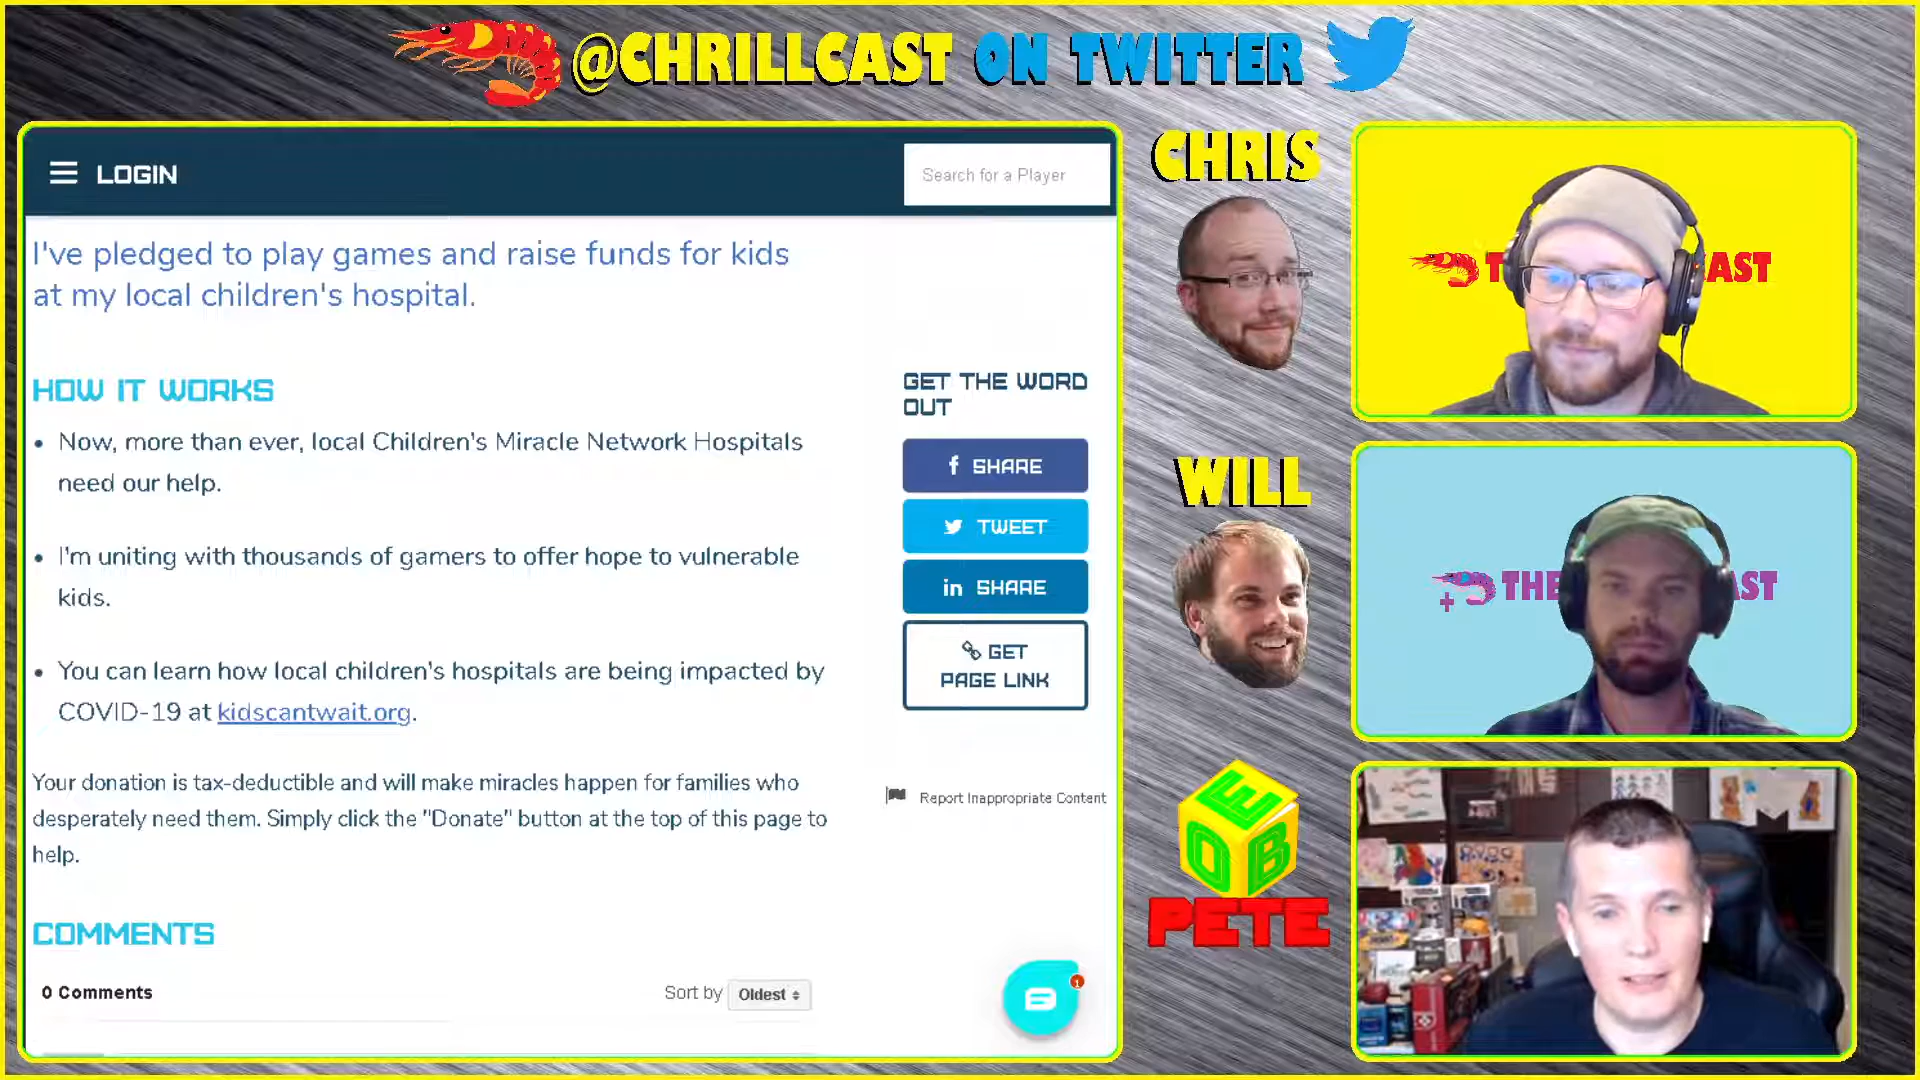 @CHRILLCAST ON TWITTER
LOGIN
Search for a Player
I've pledged to play games and raise funds for kids
at my local children's hospital.
HOW IT WORKS
• Now, more than ever, local Children's Miracle Network Hospitals
need our help.
• I'm uniting with thousands of gamers to offer hope to vulnerable
kids.
• You can learn how local children's hospitals are being impacted by
COVID-19 at kidscantwait.org.
Your donation is tax-deductible and will make miracles happen for families who
desperately need them. Simply click the "Donate" button at the top of this page to
help.
COMMENTS
0 Comments
Sort by Oldest
GET THE WORD
OUT
SHARE
TWEET
in SHARE
GET
PAGE LINK
Report Inappropriate Content
1
CHRIS
T AST
WILL
THE AST
E
O B
PETE